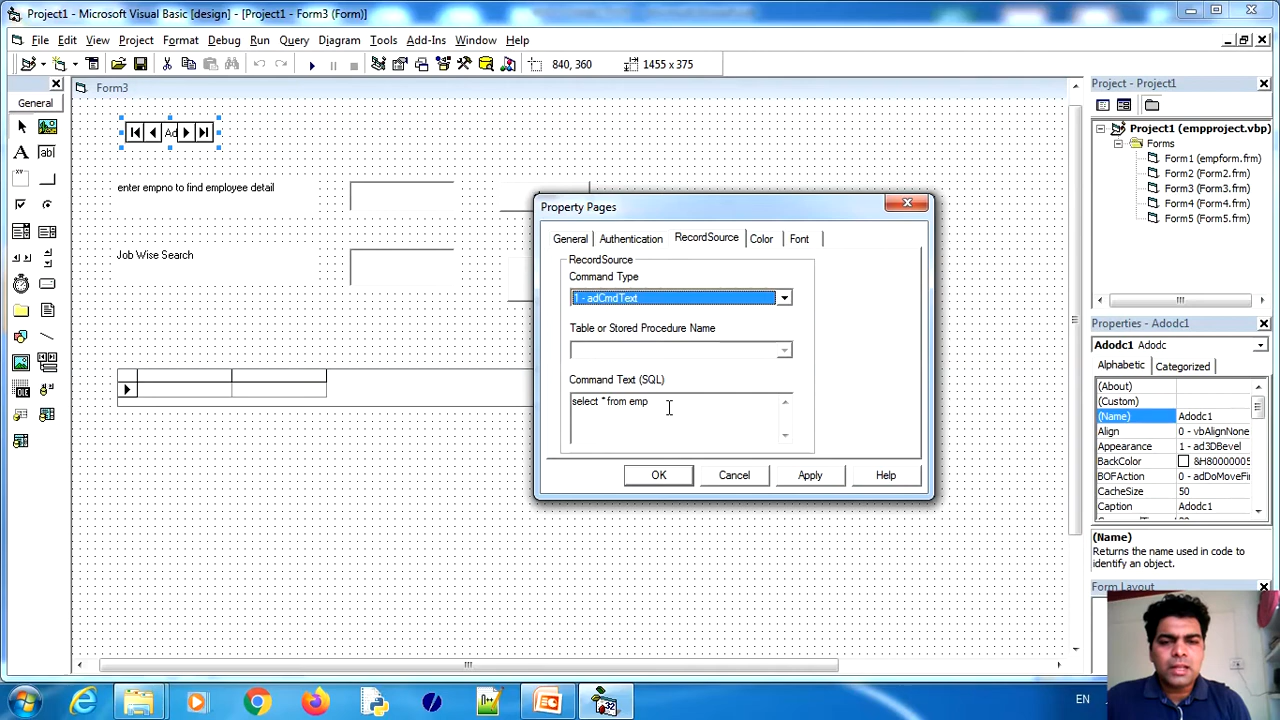 Project1 - Microsoft Visual Basic [design] - [Project1 - Form3 (Form)]
File Edit View Project Format Debug Run Query Diagram Tools Add-Ins Window Help
840, 360 1455 x 375
General
Form3
Ad
enter empno to find employee detail
Job Wise Search
Property Pages
General Authentication RecordSource Color Font
RecordSource
Command Type
1 - adCmdText
Table or Stored Procedure Name
Command Text (SQL)
select * from emp
OK Cancel Apply Help
Project - Project1
Project1 (empproject.vbp)
Forms
Form1 (empform.frm)
Form2 (Form2.frm)
Form3 (Form3.frm)
Form4 (Form4.frm)
Form5 (Form5.frm)
Properties - Adodc1
Adodc1 Adodc
Alphabetic Categorized
(About)
(Custom)
(Name) Adodc1
Align 0 - vbAlignNone
Appearance 1 - ad3DBevel
BackColor &H80000005
BOFAction 0 - adDoMoveFi
CacheSize 50
Caption Adodc1
(Name)
Returns the name used in code to
identify an object.
Form Layout
EN
32